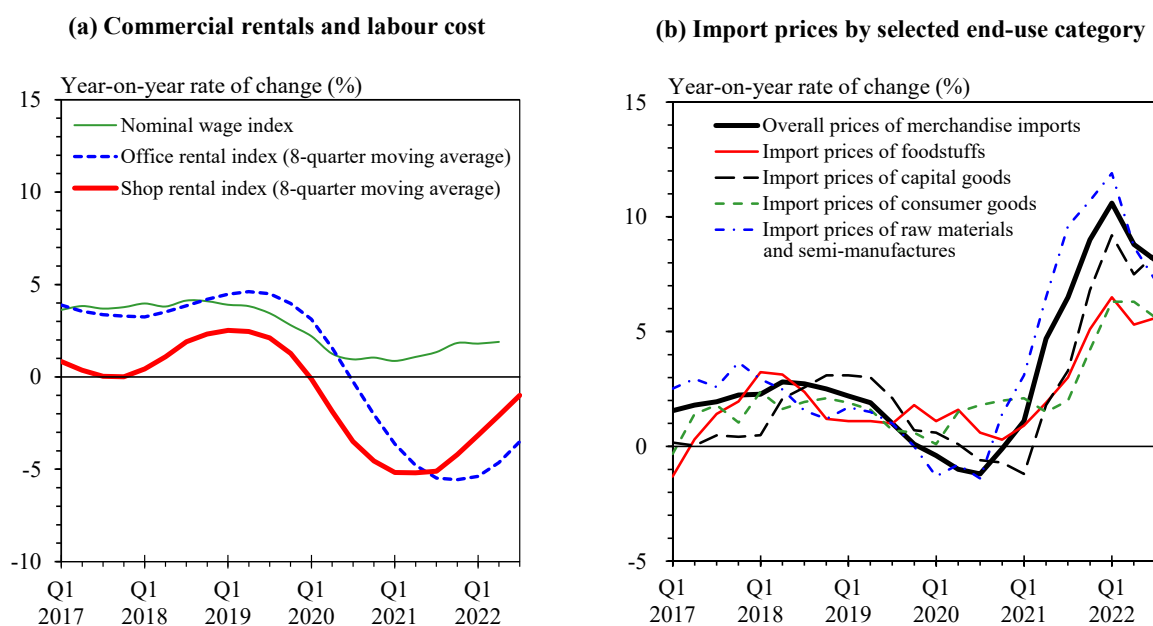 (a) Commercial rentals and labour cost
Year-on-year rate of change (%)
15
Nominal wage index
Office rental index (8-quarter moving average)
Shop rental index (8-quarter moving average)
10
5
0
-5
-10
Q1 Q1 Q1 Q1 Q1 Q1
2017 2018 2019 2020 2021 2022
(b) Import prices by selected end-use category
Year-on-year rate of change (%)
15
Overall prices of merchandise imports
Import prices of foodstuffs
Import prices of capital goods
Import prices of consumer goods
Import prices of raw materials
and semi-manufactures
10
5
0
-5
Q1 Q1 Q1 Q1 Q1 Q1
2017 2018 2019 2020 2021 2022